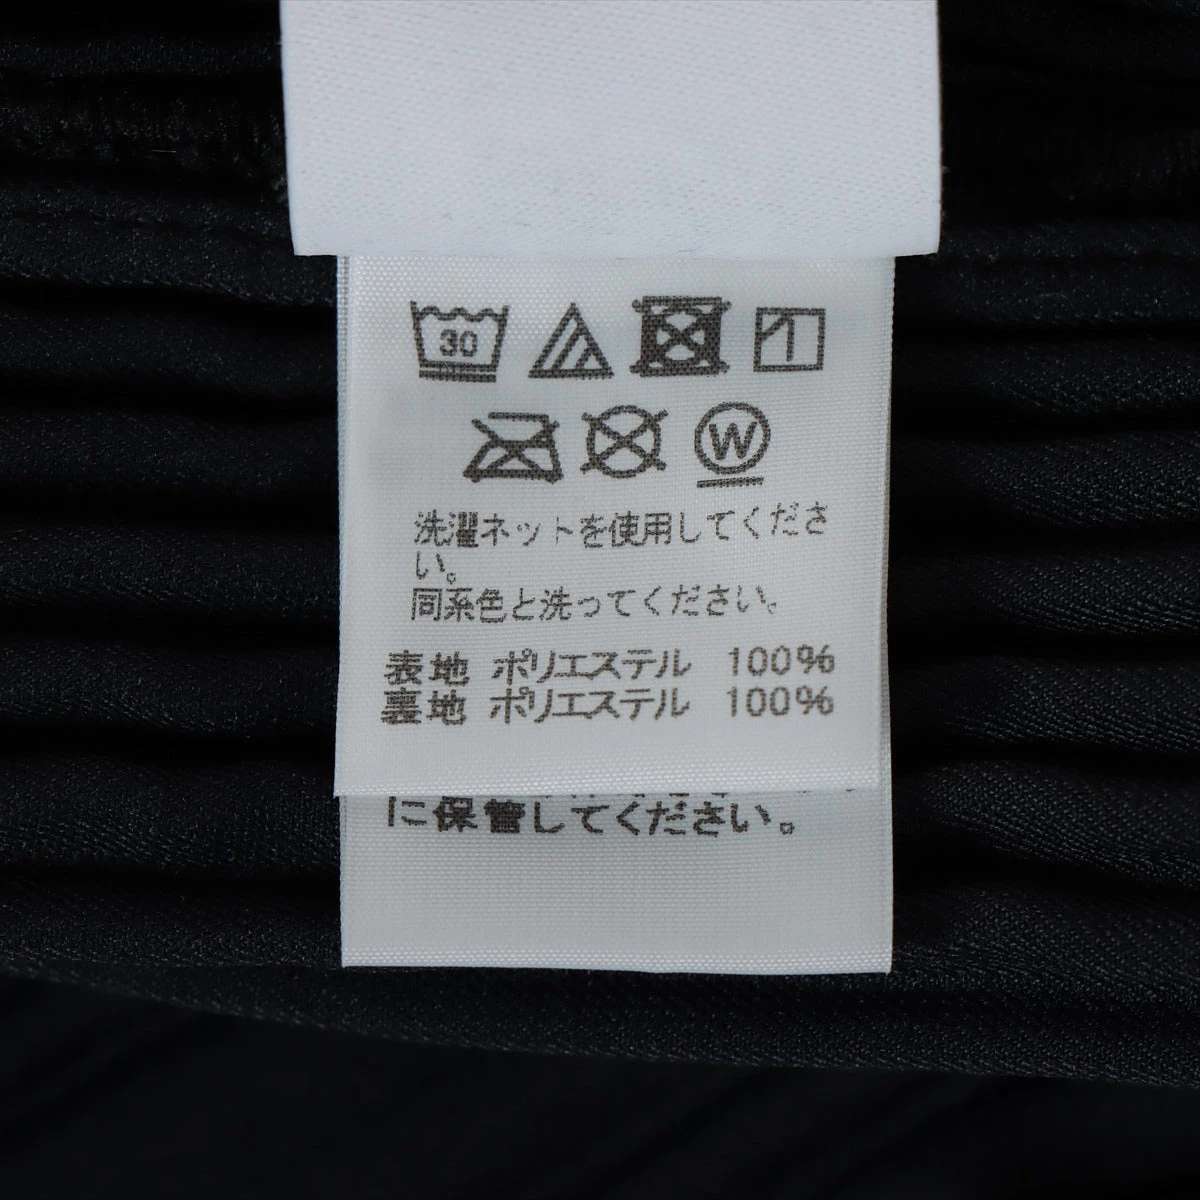 30
W
洗濯ネットを使用してくださ
い。
同系色と洗ってください。
表地 ポリエステル 100%
裏地 ポリエステル 100%
に保管してください。